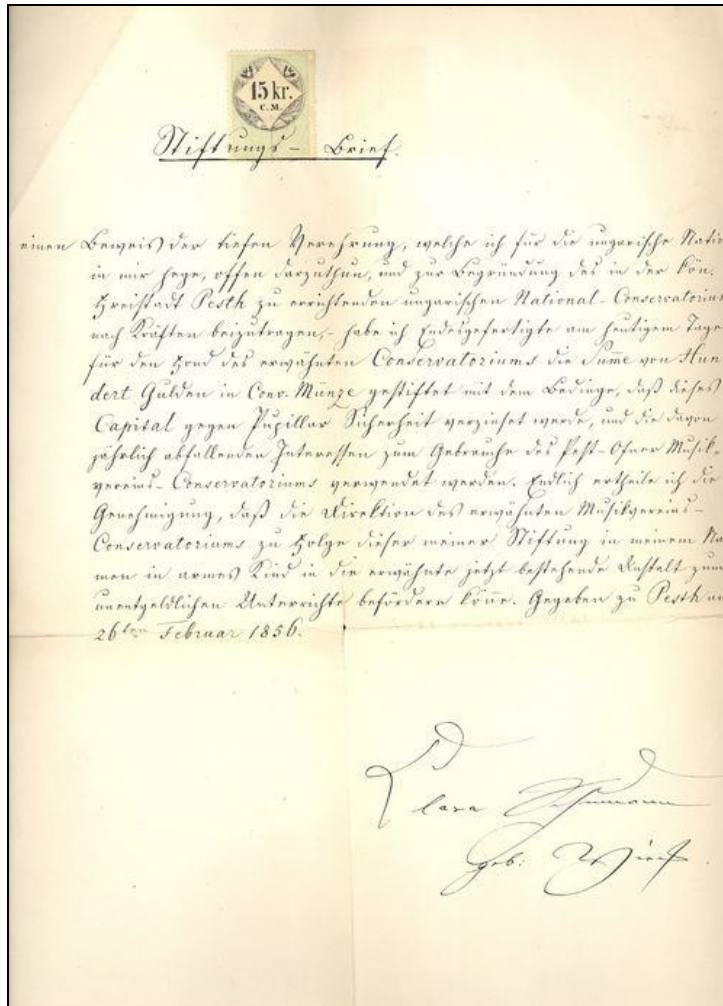 15 kr.
C.M.
Stiftungs-Brief.
einen Beweis der tiefen Verehrung, welche ich für die ungarische Natio
in mir hege, offen darzuthun, und zur Begründung des in der kön.
Freistadt Pesth zu errichtenden ungarischen National-Conservatorium
nach Kräften beizutragen,- habe ich Endesgefertigte am heutigem Tage
für den Fond des erwähnten Conservatoriums die Summe von Hun
dert Gulden in Conv. Münze gestiftet mit dem Bedinge, daß dieses
Capital gegen Pupillar Sicherheit verzinset werde, und die davon
jährlich abfallenden Interessen zum Gebrauche des Pest-Ofner Musik-
vereins-Conservatoriums verwendet werden. Endlich ertheile ich die
Genehmigung, daß die Direktion des erwähnten Musikvereins-
Conservatoriums zu Folge dieser meiner Stiftung in meinem Na
men in armes Kind in die erwähnte jetzt bestehende Anstalt zum
unentgeldlichen Unterrichte befördern könne. Gegeben zu Pesth am
26ten Februar 1856.
Clara Schumann
geb: Wieck.